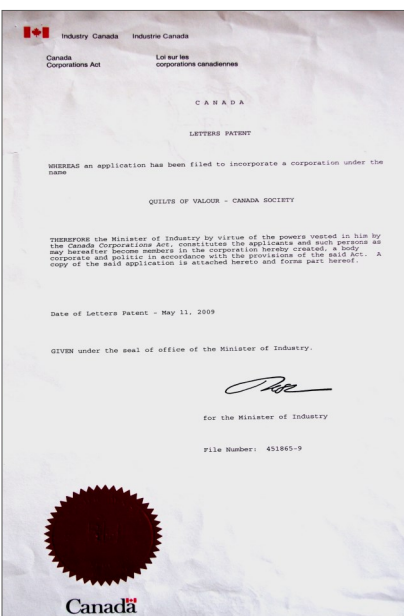 Industry Canada Industrie Canada
Canada Loi sur les
Corporations Act corporations canadiennes
CANADA
LETTERS PATENT
WHEREAS an application has been filed to incorporate a corporation under the
name
QUILTS OF VALOUR - CANADA SOCIETY
THEREFORE the Minister of Industry by virtue of the powers vested in him by
the Canada Corporations Act, constitutes the applicants and such persons as
may hereafter become members in the corporation hereby created, a body
corporate and politic in accordance with the provisions of the said Act. A
copy of the said application is attached hereto and forms part hereof.
Date of Letters Patent - May 11, 2009
GIVEN under the seal of office of the Minister of Industry.
for the Minister of Industry
File Number: 451865-9
Canada